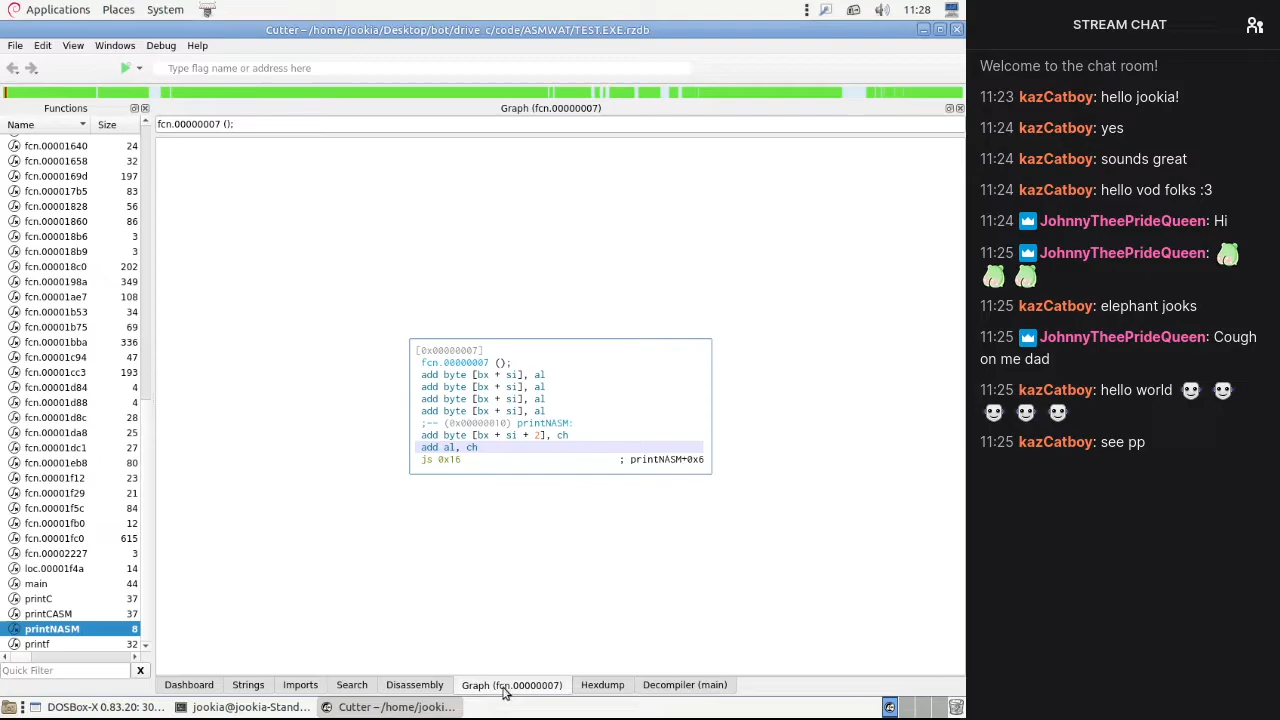 Applications Places System 11:28
Cutter – /home/jookia/Desktop/bot/drive_c/code/ASMWAT/TEST.EXE.rzdb
File Edit View Windows Debug Help
Type flag name or address here
Functions
Graph (fcn.00000007)
Name Size
fcn.00000007 ();
fcn.00001640 24
fcn.00001658 32
fcn.0000169d 197
fcn.000017b5 83
fcn.00001828 56
fcn.00001860 86
fcn.000018b6 3
fcn.000018b9 3
fcn.000018c0 202
fcn.0000198a 349
fcn.00001ae7 108
fcn.00001b53 34
fcn.00001b75 69
fcn.00001bba 336
fcn.00001c94 47
fcn.00001cc3 193
fcn.00001d84 4
fcn.00001d88 4
fcn.00001d8c 28
fcn.00001da8 25
fcn.00001dc1 27
fcn.00001eb8 80
fcn.00001f12 23
fcn.00001f29 21
fcn.00001f5c 84
fcn.00001fb0 12
fcn.00001fc0 615
fcn.00002227 3
loc.00001f4a 14
main 44
printC 37
printCASM 37
printNASM 8
printf 32
Quick Filter X
[0x00000007]
fcn.00000007 ();
add byte [bx + si], al
add byte [bx + si], al
add byte [bx + si], al
add byte [bx + si], al
;-- (0x00000010) printNASM:
add byte [bx + si + 2], ch
add al, ch
js 0x16 ; printNASM+0x6
Dashboard Strings Imports Search Disassembly Graph (fcn.00000007) Hexdump Decompiler (main)
DOSBox-X 0.83.20: 30... jookia@jookia-Stand... Cutter – /home/jooki...
STREAM CHAT
Welcome to the chat room!
11:23 kazCatboy: hello jookia!
11:24 kazCatboy: yes
11:24 kazCatboy: sounds great
11:24 kazCatboy: hello vod folks :3
11:24 JohnnyTheePrideQueen: Hi
11:25 JohnnyTheePrideQueen:
11:25 kazCatboy: elephant jooks
11:25 JohnnyTheePrideQueen: Cough
on me dad
11:25 kazCatboy: hello world
11:25 kazCatboy: see pp